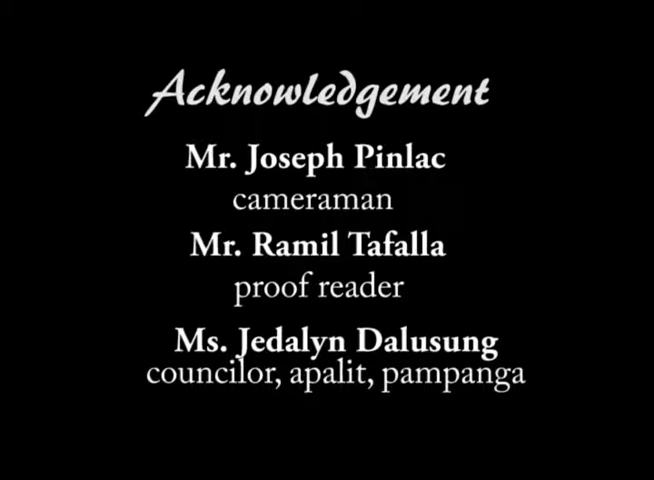 Acknowledgement
Mr. Joseph Pinlac
cameraman
Mr. Ramil Tafalla
proof reader
Ms. Jedalyn Dalusung
councilor, apalit, pampanga